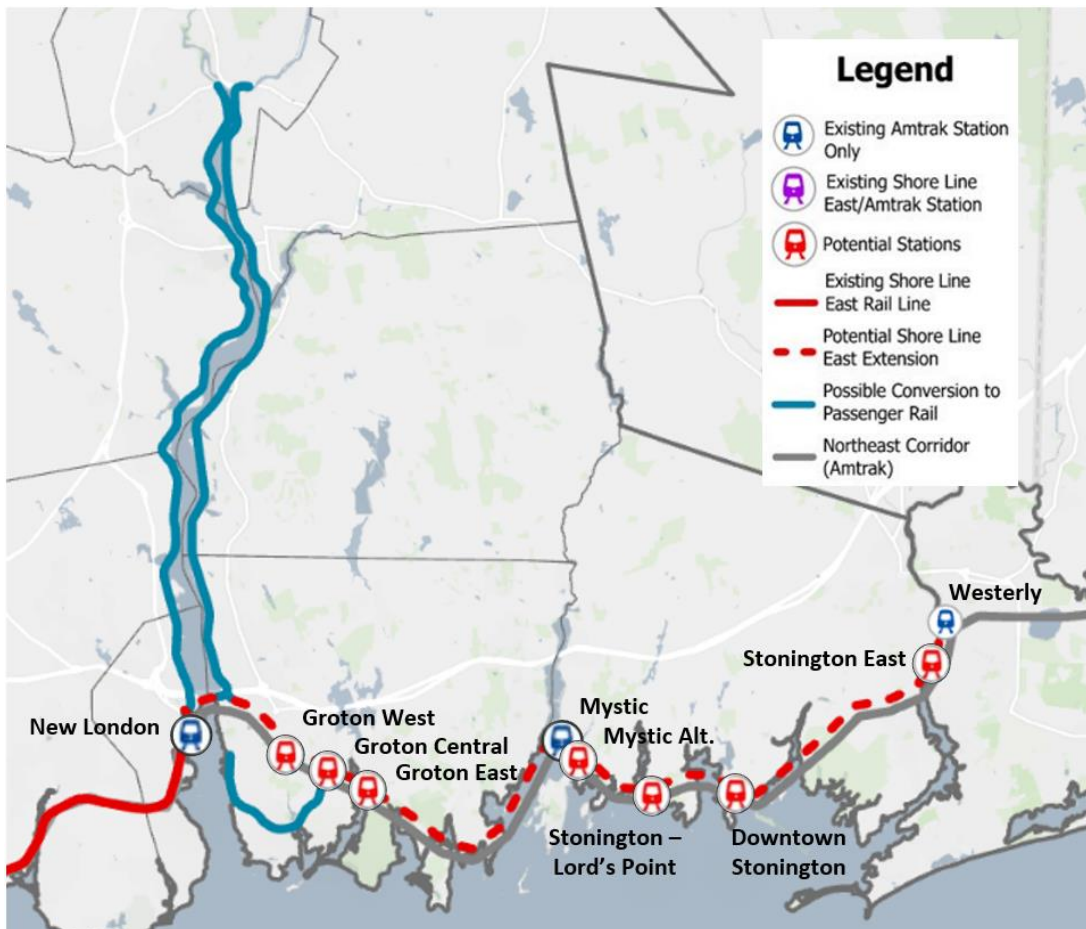 Legend
Existing Amtrak Station
Only
Existing Shore Line
East/Amtrak Station
Potential Stations
Existing Shore Line
East Rail Line
Potential Shore Line
East Extension
Possible Conversion to
Passenger Rail
Northeast Corridor
(Amtrak)
Westerly
Stonington East
New London
Groton West
Groton Central
Groton East
Mystic
Mystic Alt.
Stonington –
Lord's Point
Downtown
Stonington